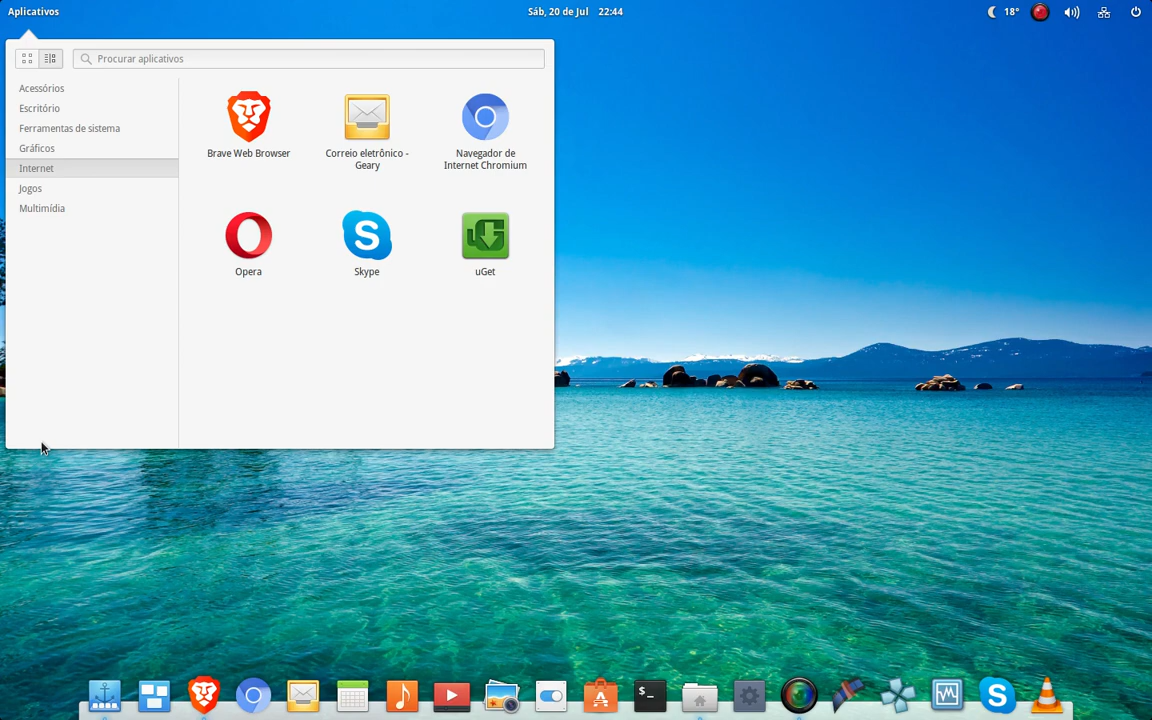 Aplicativos
Sáb, 20 de Jul 22:44
18°
Procurar aplicativos
Acessórios
Escritório
Ferramentas de sistema
Gráficos
Internet
Jogos
Multimídia
Brave Web Browser
Correio eletrônico -
Geary
Navegador de
Internet Chromium
Opera
Skype
uGet